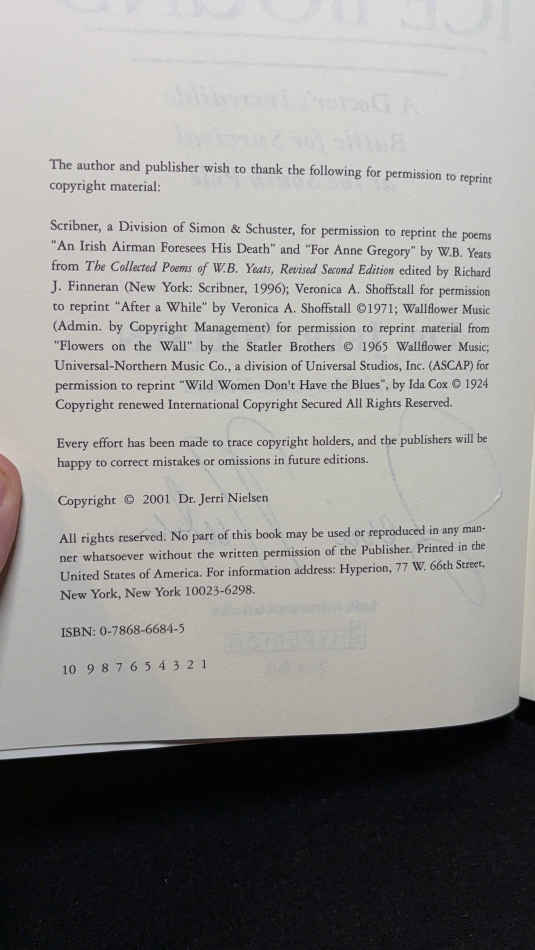 The author and publisher wish to thank the following for permission to reprint
copyright material:
Scribner, a Division of Simon & Schuster, for permission to reprint the poems
"An Irish Airman Foresees His Death" and "For Anne Gregory" by W.B. Yeats
from The Collected Poems of W.B. Yeats, Revised Second Edition edited by Richard
J. Finneran (New York: Scribner, 1996); Veronica A. Shoffstall for permission
to reprint "After a While" by Veronica A. Shoffstall ©1971; Wallflower Music
(Admin. by Copyright Management) for permission to reprint material from
"Flowers on the Wall" by the Statler Brothers © 1965 Wallflower Music;
Universal-Northern Music Co., a division of Universal Studios, Inc. (ASCAP) for
permission to reprint "Wild Women Don't Have the Blues", by Ida Cox © 1924
Copyright renewed International Copyright Secured All Rights Reserved.
Every effort has been made to trace copyright holders, and the publishers will be
happy to correct mistakes or omissions in future editions.
Copyright © 2001 Dr. Jerri Nielsen
All rights reserved. No part of this book may be used or reproduced in any man-
ner whatsoever without the written permission of the Publisher. Printed in the
United States of America. For information address: Hyperion, 77 W. 66th Street,
New York, New York 10023-6298.
ISBN: 0-7868-6684-5
10 9 8 7 6 5 4 3 2 1